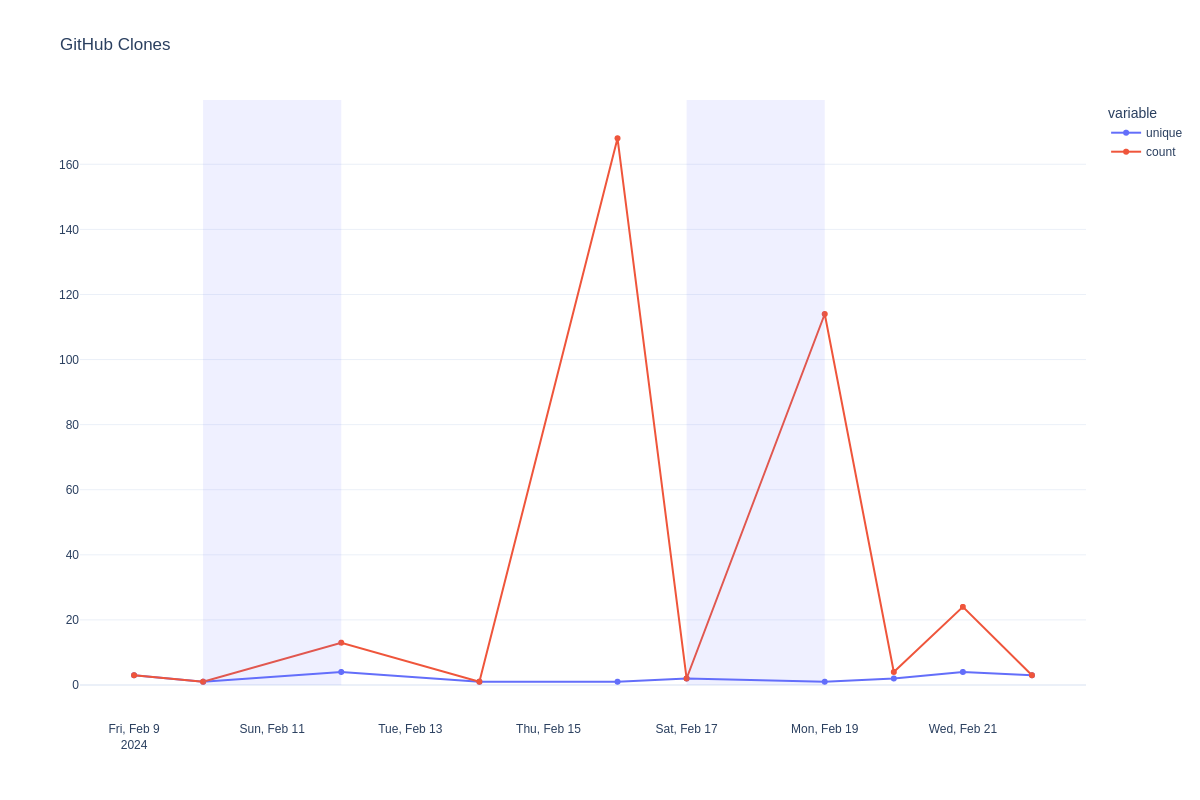 GitHub Clones
variable
unique
count
160
140
120
100
80
60
40
20
0
Fri, Feb 9
2024
Sun, Feb 11
Tue, Feb 13
Thu, Feb 15
Sat, Feb 17
Mon, Feb 19
Wed, Feb 21